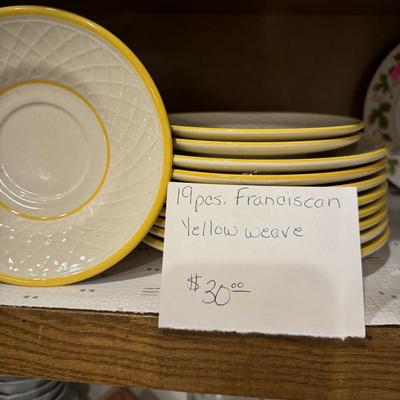 19pcs. Franciscan
Yellow weave
$30.00